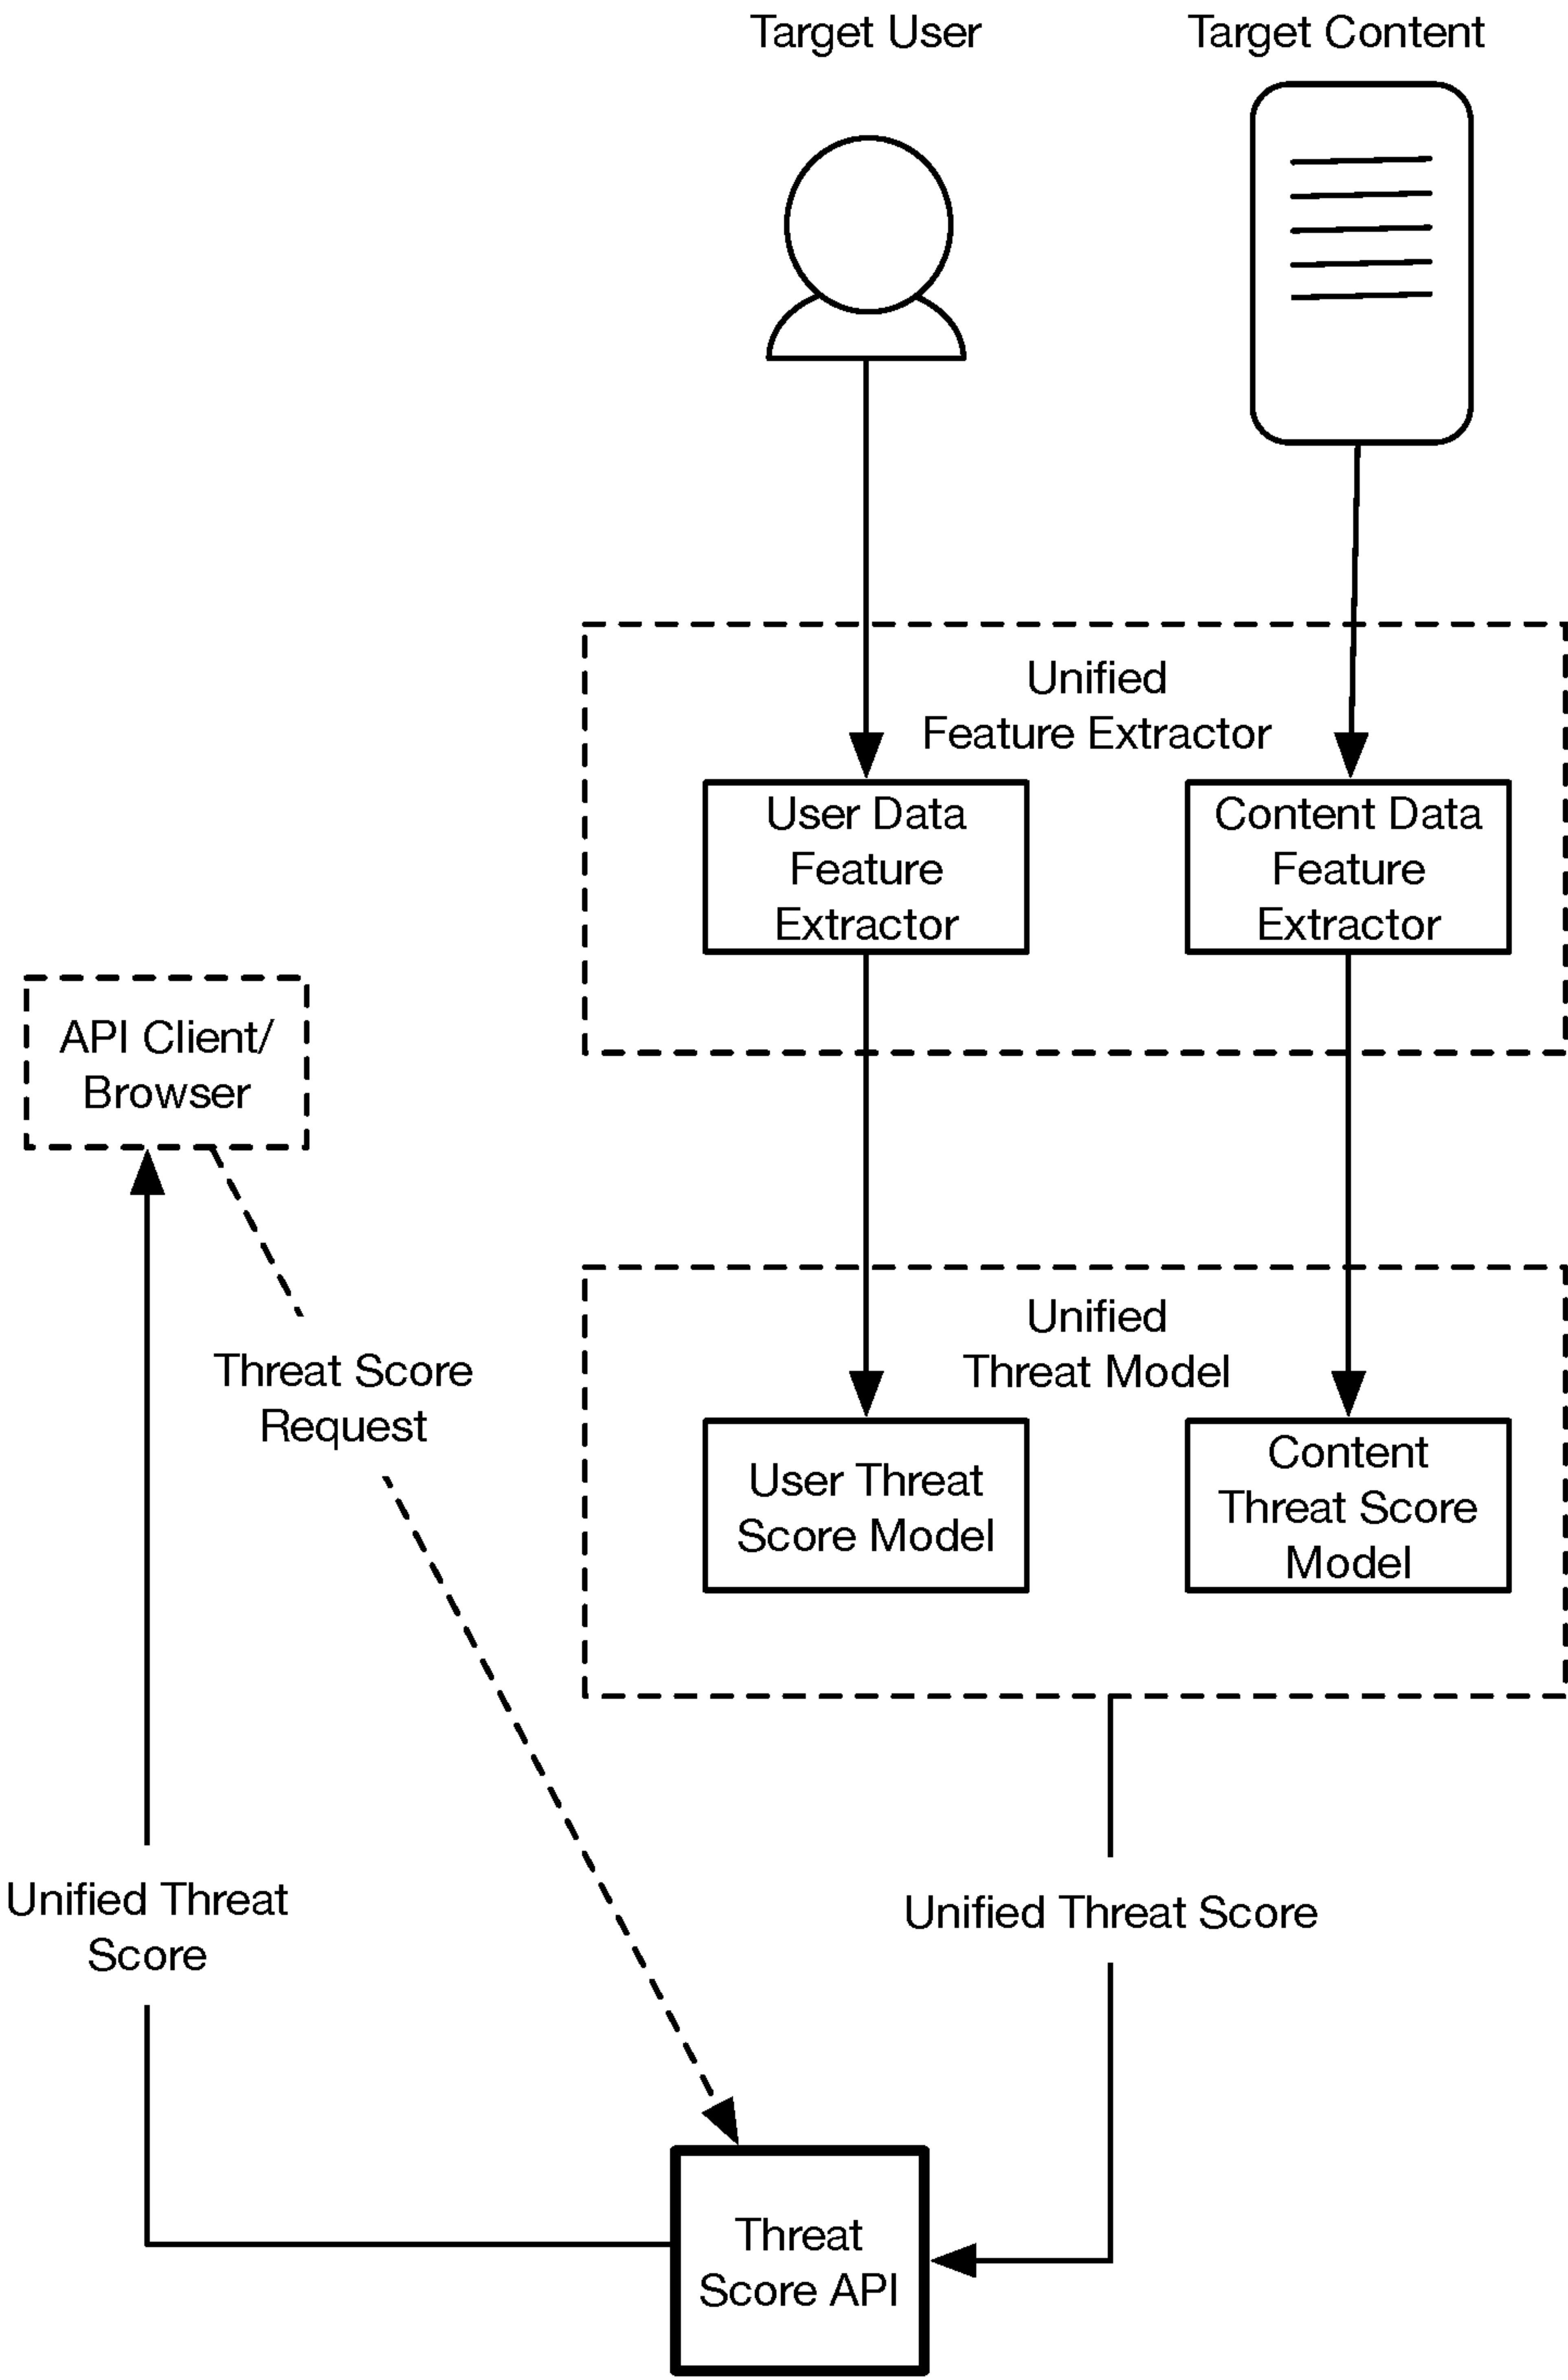 Target User
Target Content
Unified
Feature Extractor
User Data
Feature
Extractor
Content Data
Feature
Extractor
API Client/
Browser
Unified
Threat Model
Threat Score
Request
User Threat
Score Model
Content
Threat Score
Model
Unified Threat
Score
Unified Threat Score
Threat
Score API